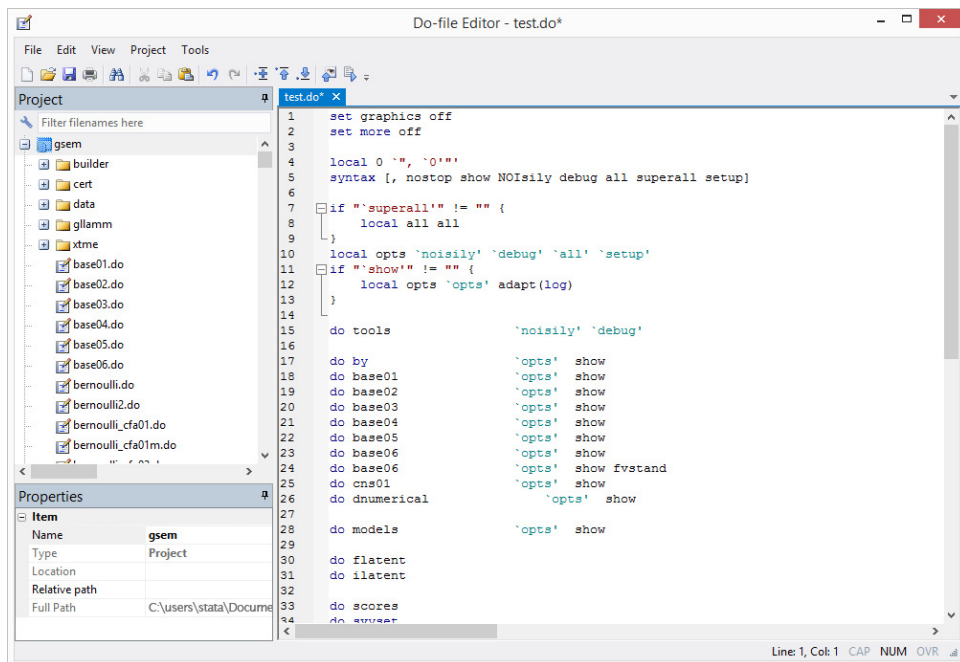 Do-file Editor - test.do*
File Edit View Project Tools
Project
Filter filenames here
gsem
builder
cert
data
gllamm
xtme
base01.do
base02.do
base03.do
base04.do
base05.do
base06.do
bernoulli.do
bernoulli2.do
bernoulli_cfa01.do
bernoulli_cfa01m.do
Properties
Item
Name gsem
Type Project
Location
Relative path
Full Path C:\users\stata\Docume
test.do*
1 set graphics off
2 set more off
3
4 local 0 `", `0'"'
5 syntax [, nostop show NOIsily debug all superall setup]
6
7 if "`superall'" != "" {
8 local all all
9 }
10 local opts `noisily' `debug' `all' `setup'
11 if "`show'" != "" {
12 local opts `opts' adapt(log)
13 }
14
15 do tools `noisily' `debug'
16
17 do by `opts' show
18 do base01 `opts' show
19 do base02 `opts' show
20 do base03 `opts' show
21 do base04 `opts' show
22 do base05 `opts' show
23 do base06 `opts' show
24 do base06 `opts' show fvstand
25 do cns01 `opts' show
26 do dnumerical `opts' show
27
28 do models `opts' show
29
30 do flatent
31 do ilatent
32
33 do scores
34 do svyset
Line: 1, Col: 1 CAP NUM OVR